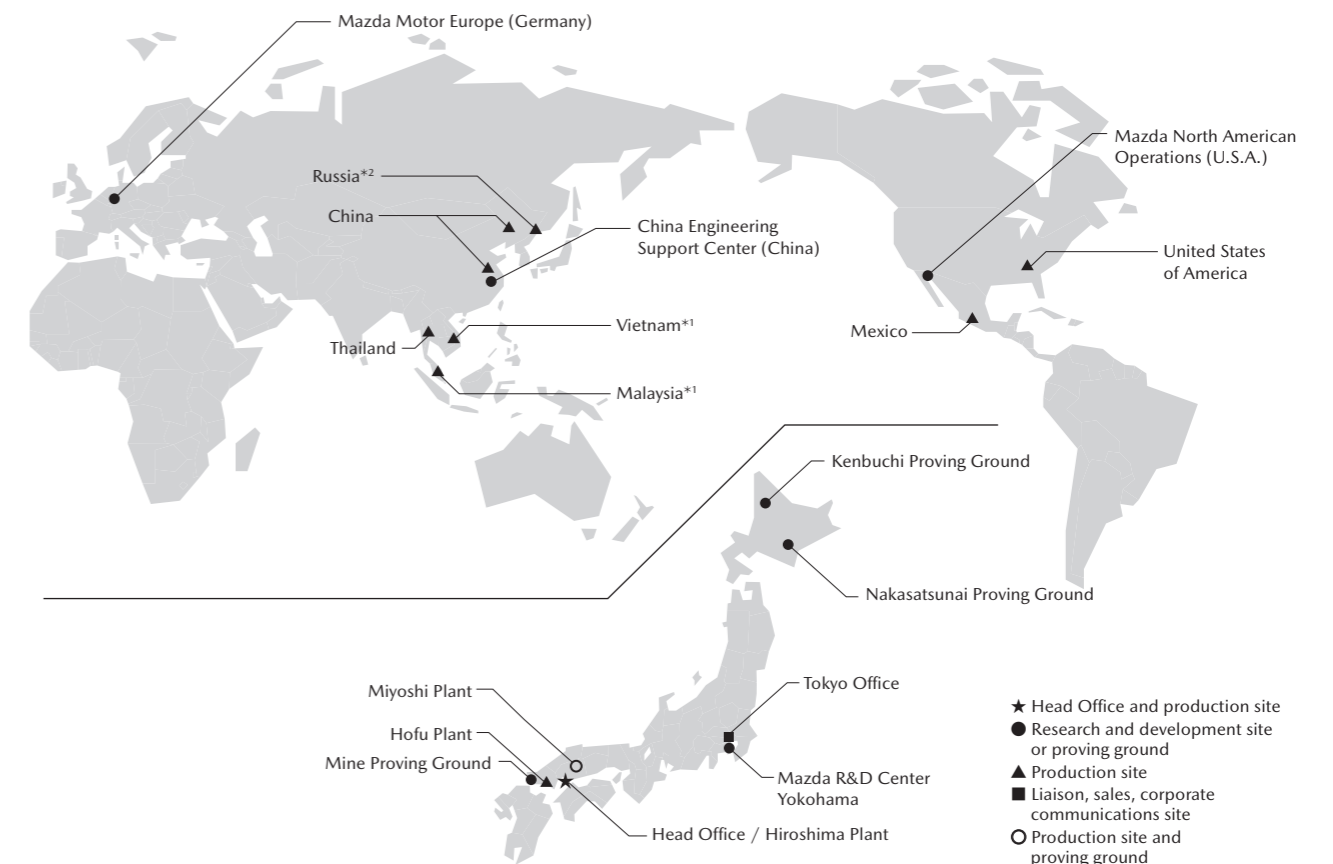 Mazda Motor Europe (Germany)
Mazda North American
Operations (U.S.A.)
Russia*2
China
China Engineering
Support Center (China)
United States
of America
Vietnam*1
Mexico
Thailand
Malaysia*1
Kenbuchi Proving Ground
Nakasatsunai Proving Ground
Miyoshi Plant
Tokyo Office
Hofu Plant
Mine Proving Ground
Mazda R&D Center
Yokohama
Head Office / Hiroshima Plant
★ Head Office and production site
● Research and development site
or proving ground
▲ Production site
■ Liaison, sales, corporate
communications site
○ Production site and
proving ground